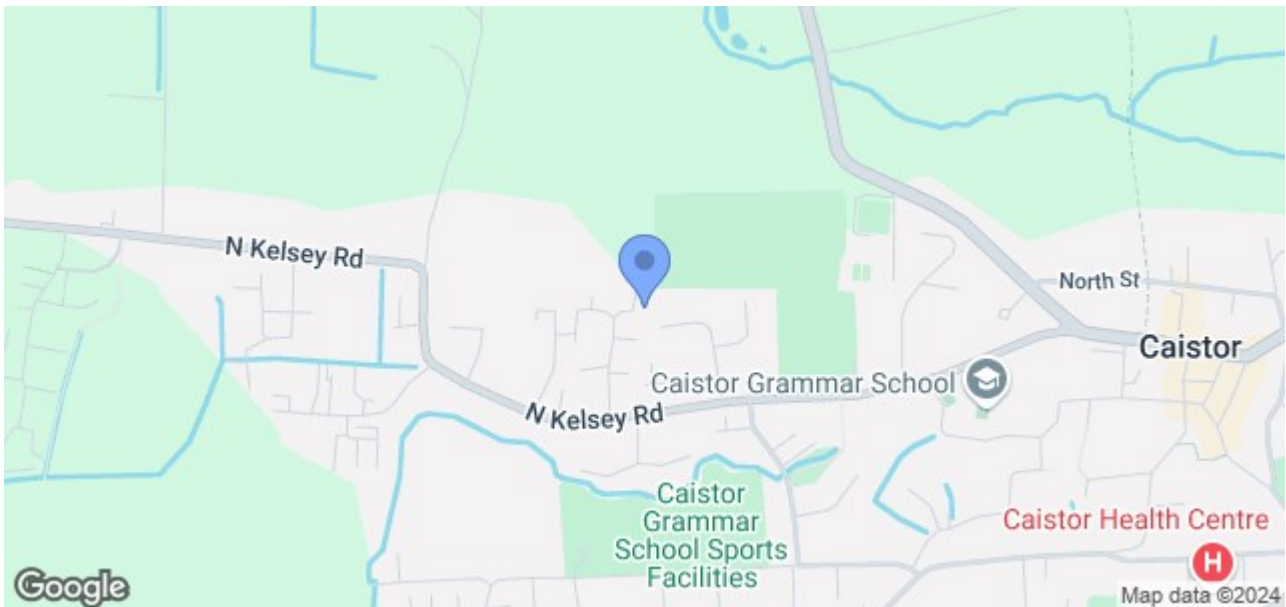 N Kelsey Rd
North St
Caistor
Caistor Grammar School
N Kelsey Rd
Caistor
Grammar
School Sports
Facilities
Caistor Health Centre
H
Google
Map data ©2024